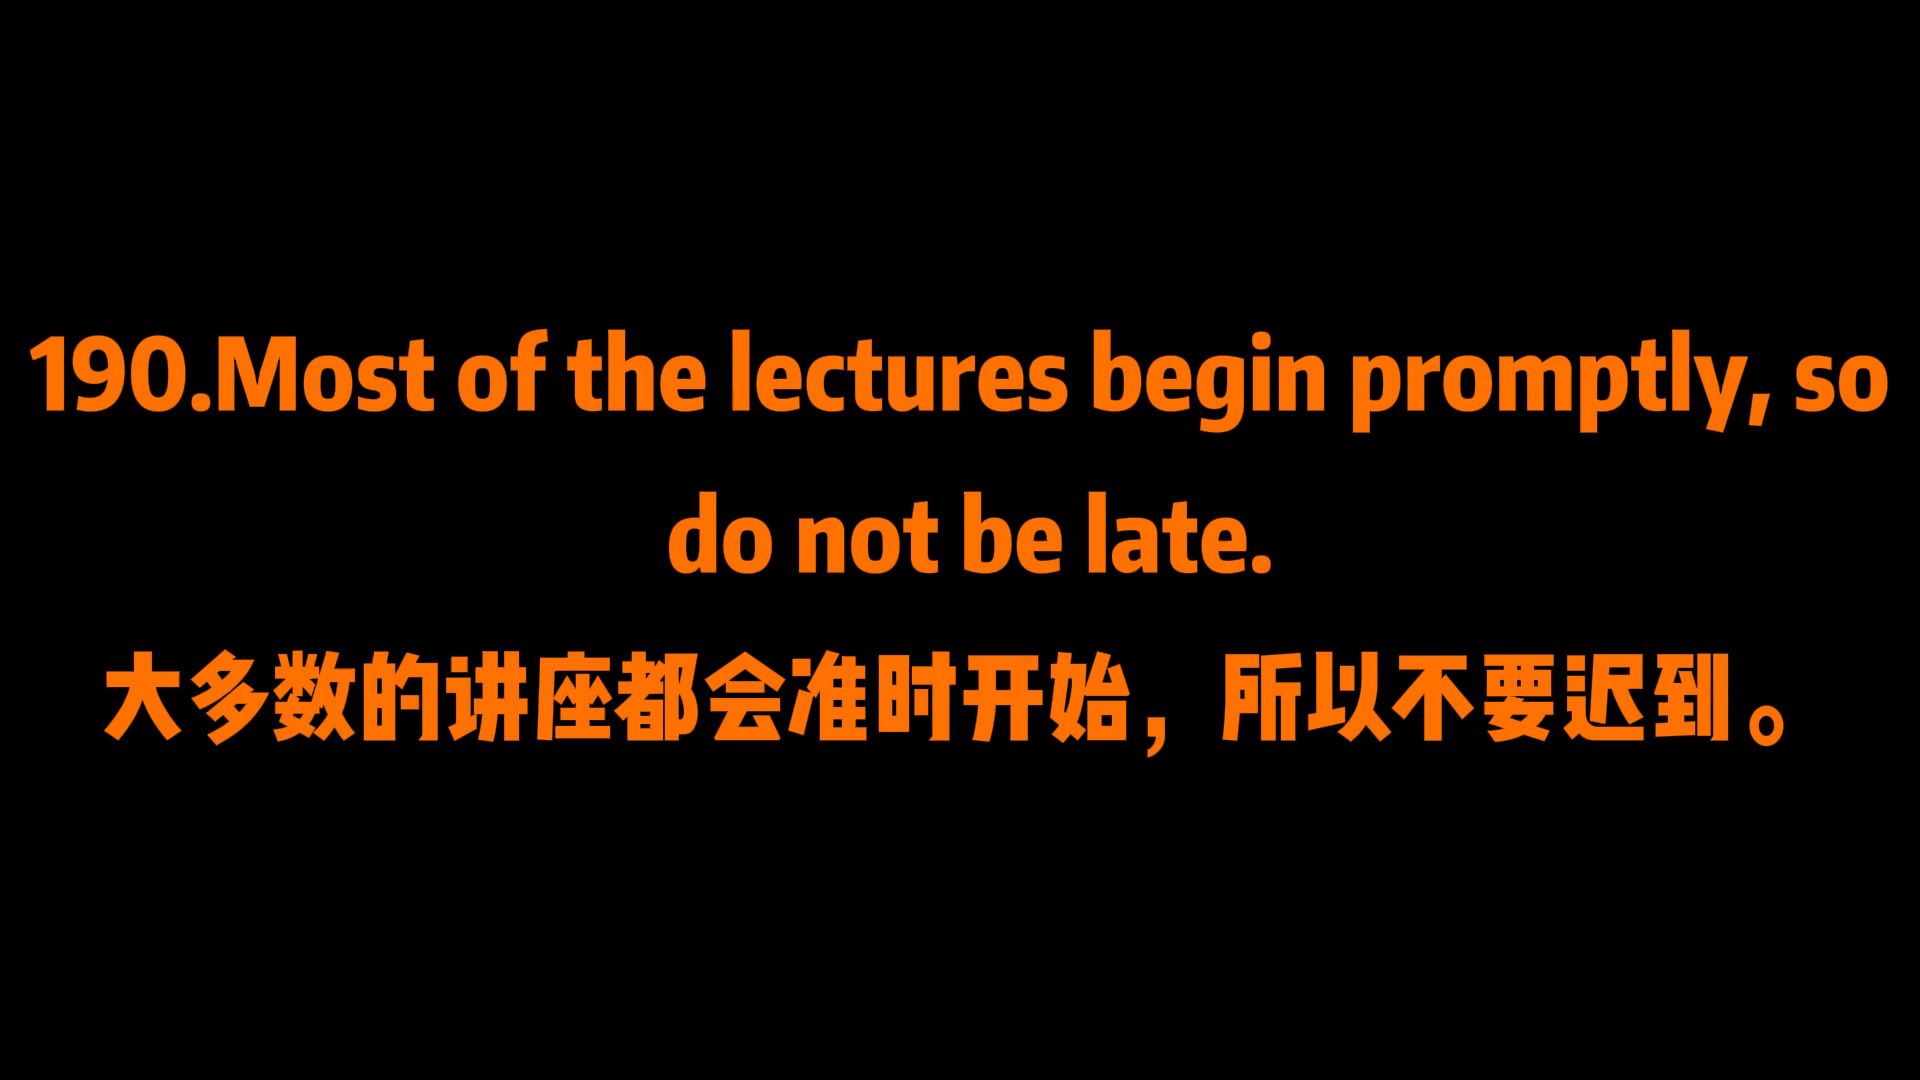 190.Most of the lectures begin promptly, so
do not be late.
大多数的讲座都会准时开始，所以不要迟到。